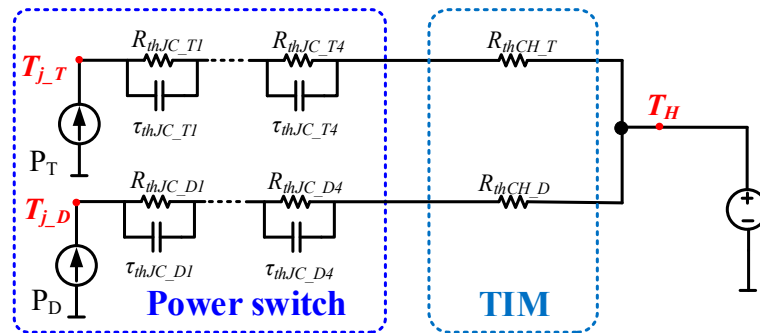 R_thJC_T1
R_thJC_T4
R_thCH_T
T_j_T
τ_thJC_T1
τ_thJC_T4
T_H
P_T
R_thJC_D1
R_thJC_D4
R_thCH_D
T_j_D
+
−
τ_thJC_D1
τ_thJC_D4
P_D
Power switch
TIM